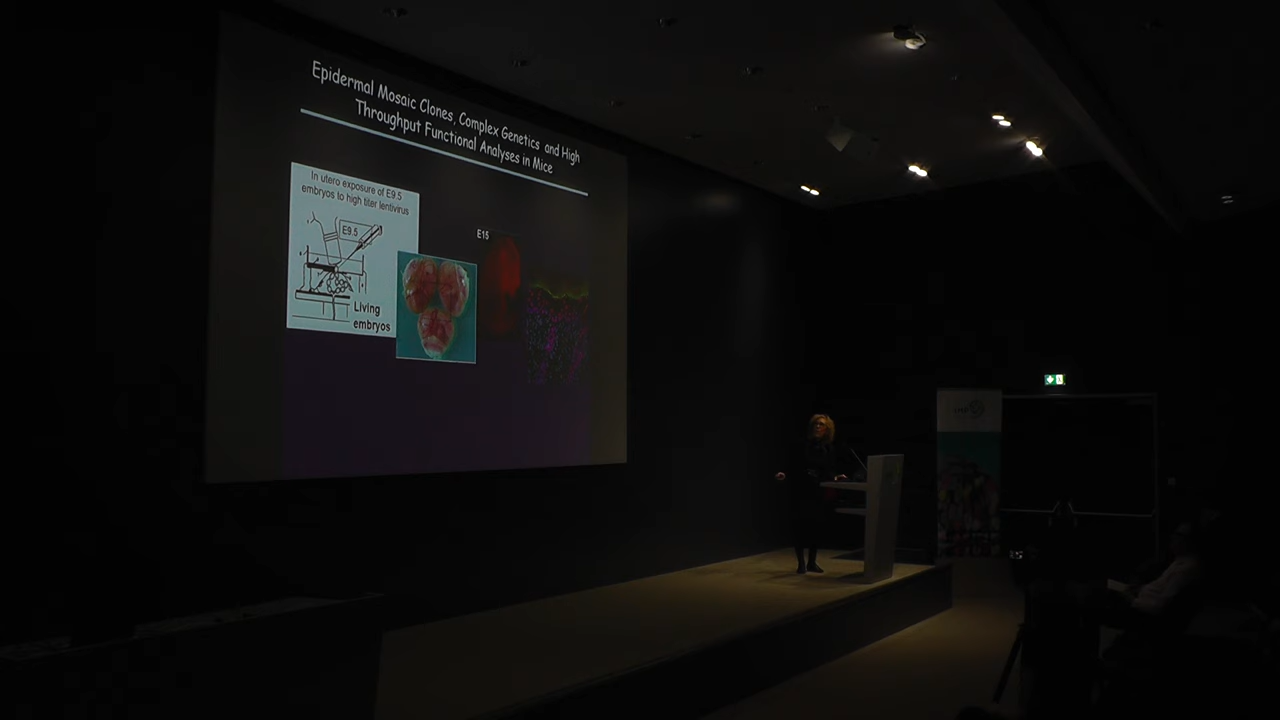 Epidermal Mosaic Clones, Complex Genetics and High
Throughput Functional Analyses in Mice
In utero exposure of E9.5
embryos to high titer lentivirus
E9.5
Living
embryos
E15